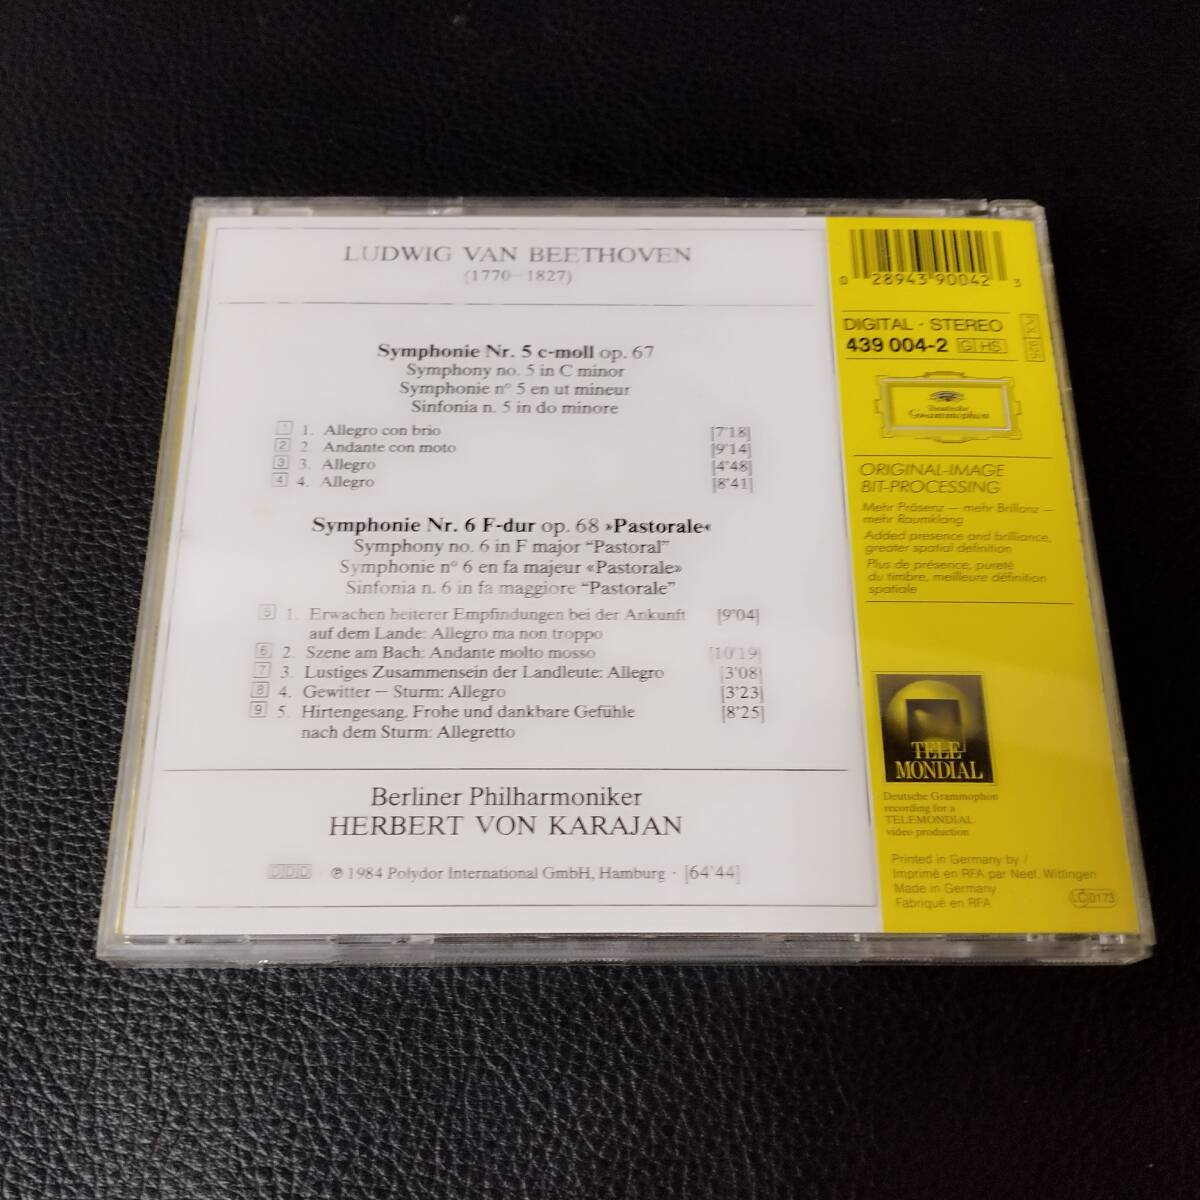 LUDWIG VAN BEETHOVEN
(1770–1827)
Symphonie Nr. 5 c-moll op. 67
Symphony no. 5 in C minor
Symphonie n° 5 en ut mineur
Sinfonia n. 5 in do minore
1 1. Allegro con brio [7'18]
2 2. Andante con moto [9'14]
3 3. Allegro [4'48]
4 4. Allegro [8'41]
Symphonie Nr. 6 F-dur op. 68 »Pastorale«
Symphony no. 6 in F major “Pastoral”
Symphonie n° 6 en fa majeur «Pastorale»
Sinfonia n. 6 in fa maggiore “Pastorale”
5 1. Erwachen heiterer Empfindungen bei der Ankunft [9'04]
auf dem Lande: Allegro ma non troppo
6 2. Szene am Bach: Andante molto mosso [10'19]
7 3. Lustiges Zusammensein der Landleute: Allegro [3'08]
8 4. Gewitter – Sturm: Allegro [3'23]
9 5. Hirtengesang. Frohe und dankbare Gefühle [8'25]
nach dem Sturm: Allegretto
Berliner Philharmoniker
HERBERT VON KARAJAN
DDD · ℗ 1984 Polydor International GmbH, Hamburg · [64'44]
0 28943 90042 3
DIGITAL · STEREO
439 004-2 G HS
Deutsche
Grammophon
ORIGINAL-IMAGE
BIT-PROCESSING
Mehr Präsenz – mehr Brillanz –
mehr Raumklang
Added presence and brilliance,
greater spatial definition
Plus de présence, pureté
du timbre, meilleure définition
spatiale
TELE
MONDIAL
Deutsche Grammophon
recording for a
TELEMONDIAL
video production
Printed in Germany by /
Imprimé en RFA par Neef, Wittingen
Made in Germany
Fabriqué en RFA
LC 0173